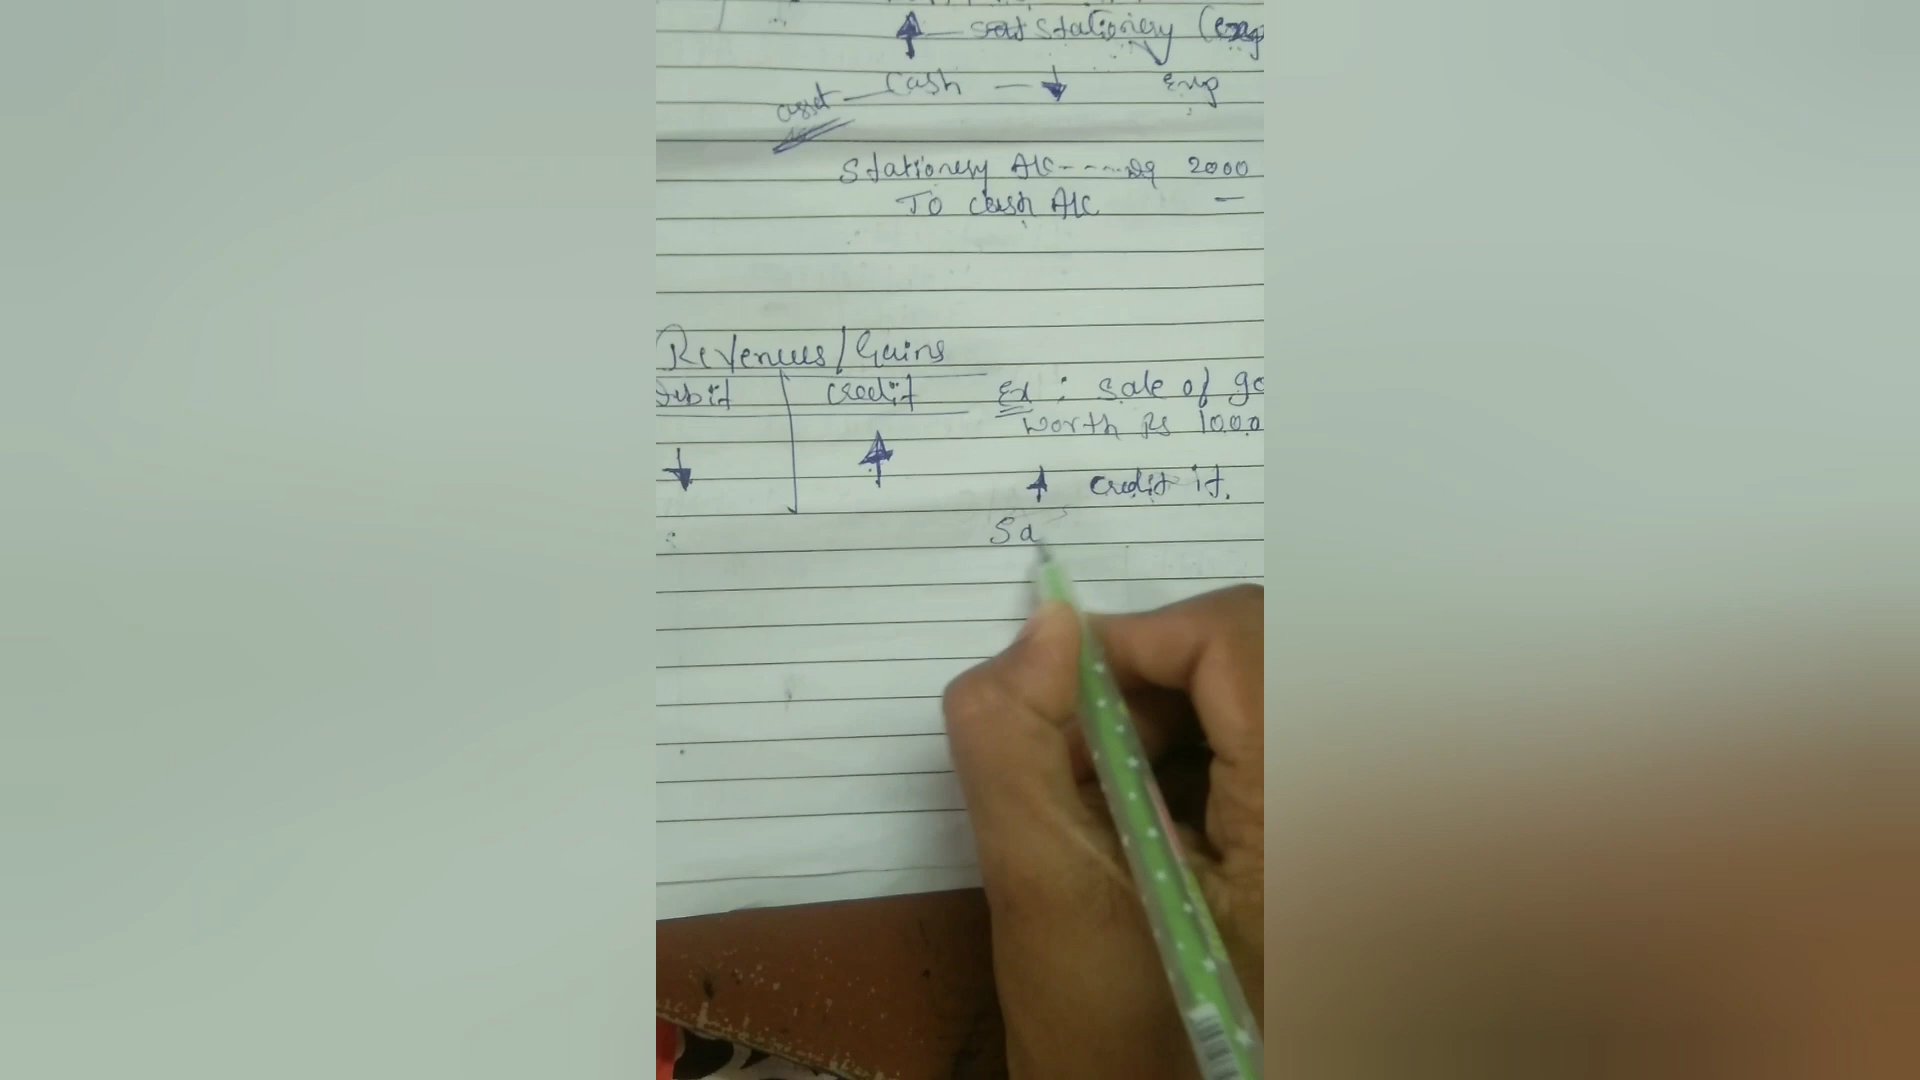 Stationery (
Cash — Exp
asset
Stationery A/C-----Dr 2000
To cash A/C —
Revenues/Gains
Debit credit Ex : Sale of go
worth Rs 1000
credit it.
Sa